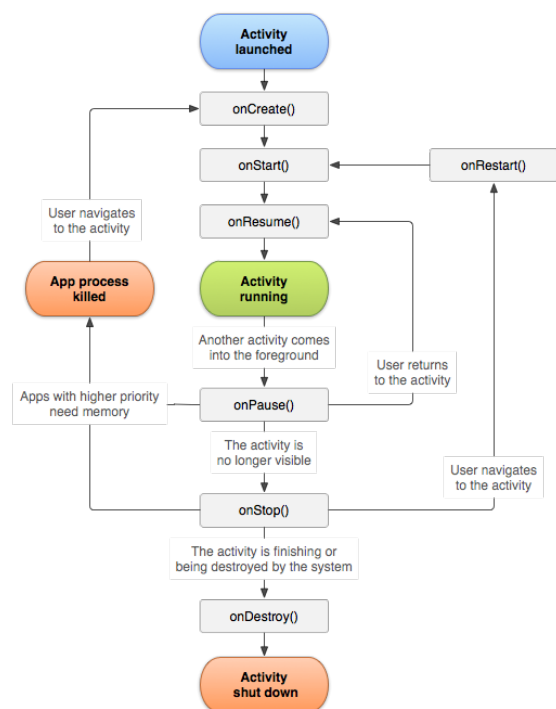 Activity
launched
onCreate()
onStart()
onRestart()
User navigates
to the activity
onResume()
App process
killed
Activity
running
Another activity comes
into the foreground
User returns
to the activity
Apps with higher priority
need memory
onPause()
The activity is
no longer visible
User navigates
to the activity
onStop()
The activity is finishing or
being destroyed by the system
onDestroy()
Activity
shut down